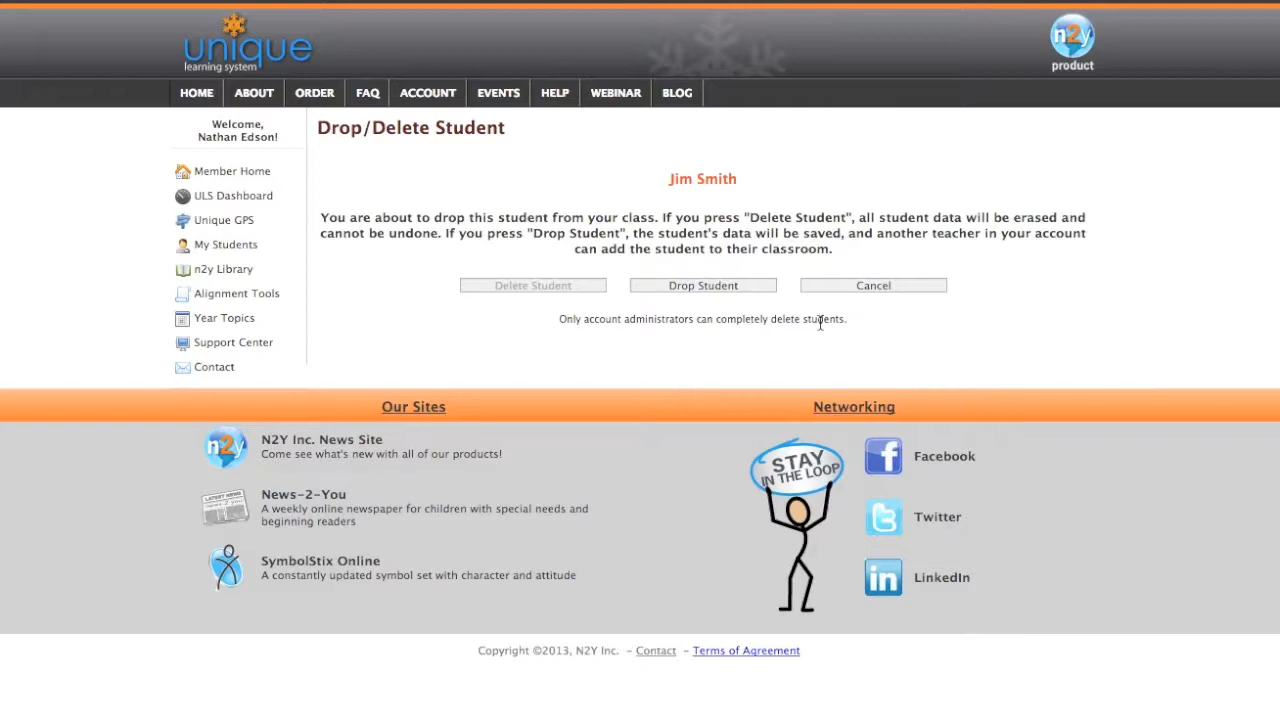 unique
learning system
n2y
product
HOME ABOUT ORDER FAQ ACCOUNT EVENTS HELP WEBINAR BLOG
Welcome,
Nathan Edson!
Member Home
ULS Dashboard
Unique GPS
My Students
n2y Library
Alignment Tools
Year Topics
Support Center
Contact
Drop/Delete Student
Jim Smith
You are about to drop this student from your class. If you press "Delete Student", all student data will be erased and
cannot be undone. If you press "Drop Student", the student's data will be saved, and another teacher in your account
can add the student to their classroom.
Delete Student Drop Student Cancel
Only account administrators can completely delete students.
Our Sites
n2y
N2Y Inc. News Site
Come see what's new with all of our products!
LATEST NEWS
News-2-You
A weekly online newspaper for children with special needs and
beginning readers
SymbolStix Online
A constantly updated symbol set with character and attitude
Networking
STAY
IN THE LOOP
Facebook
Twitter
in LinkedIn
Copyright ©2013, N2Y Inc. - Contact - Terms of Agreement